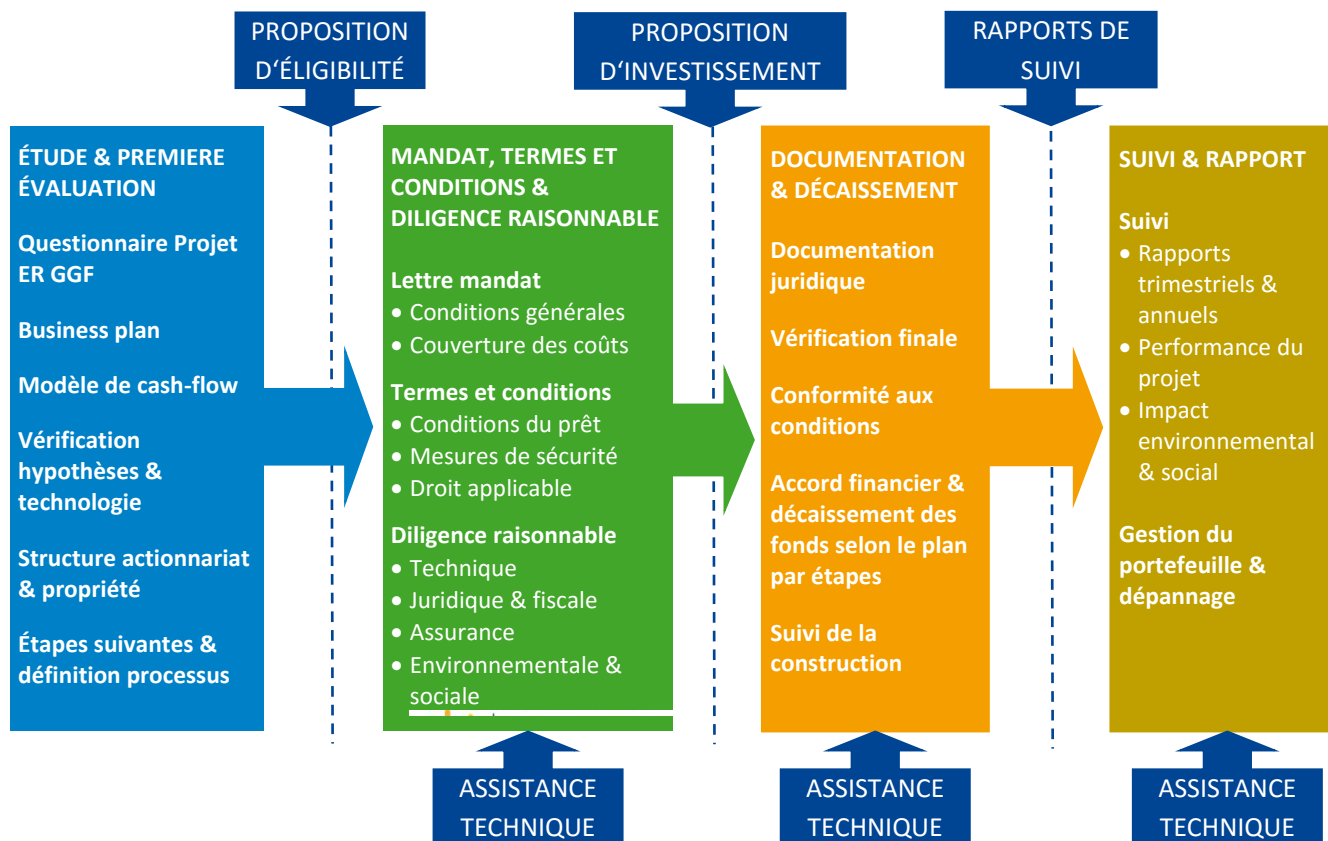 PROPOSITION
D‘ÉLIGIBILITÉ
PROPOSITION
D‘INVESTISSEMENT
RAPPORTS DE
SUIVI
ÉTUDE & PREMIERE
ÉVALUATION
Questionnaire Projet
ER GGF
Business plan
Modèle de cash-flow
Vérification
hypothèses &
technologie
Structure actionnariat
& propriété
Étapes suivantes &
définition processus
MANDAT, TERMES ET
CONDITIONS &
DILIGENCE RAISONNABLE
Lettre mandat
• Conditions générales
• Couverture des coûts
Termes et conditions
• Conditions du prêt
• Mesures de sécurité
• Droit applicable
Diligence raisonnable
• Technique
• Juridique & fiscale
• Assurance
• Environnementale &
sociale
DOCUMENTATION
& DÉCAISSEMENT
Documentation
juridique
Vérification finale
Conformité aux
conditions
Accord financier &
décaissement des
fonds selon le plan
par étapes
Suivi de la
construction
SUIVI & RAPPORT
Suivi
• Rapports
trimestriels &
annuels
• Performance du
projet
• Impact
environnemental
& social
Gestion du
portefeuille &
dépannage
ASSISTANCE
TECHNIQUE
ASSISTANCE
TECHNIQUE
ASSISTANCE
TECHNIQUE